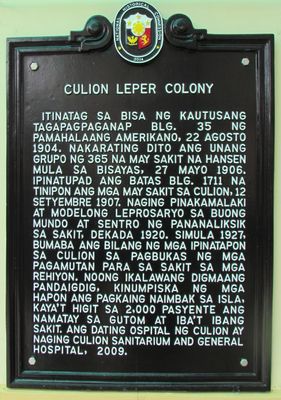 CULION LEPER COLONY
ITINATAG SA BISA NG KAUTUSANG
TAGAPAGPAGANAP BLG. 35 NG
PAMAHALAANG AMERIKANO, 22 AGOSTO
1904. NAKARATING DITO ANG UNANG
GRUPO NG 365 NA MAY SAKIT NA HANSEN
MULA SA BISAYAS, 27 MAYO 1906.
IPINATUPAD ANG BATAS BLG. 1711 NA
TINIPON ANG MGA MAY SAKIT SA CULION, 12
SETYEMBRE 1907. NAGING PINAKAMALAKI
AT MODELONG LEPROSARYO SA BUONG
MUNDO AT SENTRO NG PANANALIKSIK
SA SAKIT, DEKADA 1920. SIMULA 1927,
BUMABA ANG BILANG NG MGA IPINATAPON
SA CULION SA PAGBUKAS NG MGA
PAGAMUTAN PARA SA SAKIT SA MGA
REHIYON. NOONG IKALAWANG DIGMAANG
PANDAIGDIG, KINUMPISKA NG MGA
HAPON ANG PAGKAING NAIMBAK SA ISLA,
KAYA'T HIGIT SA 2,000 PASYENTE ANG
NAMATAY SA GUTOM AT IBA'T IBANG
SAKIT. ANG DATING OSPITAL NG CULION AY
NAGING CULION SANITARIUM AND GENERAL
HOSPITAL, 2009.